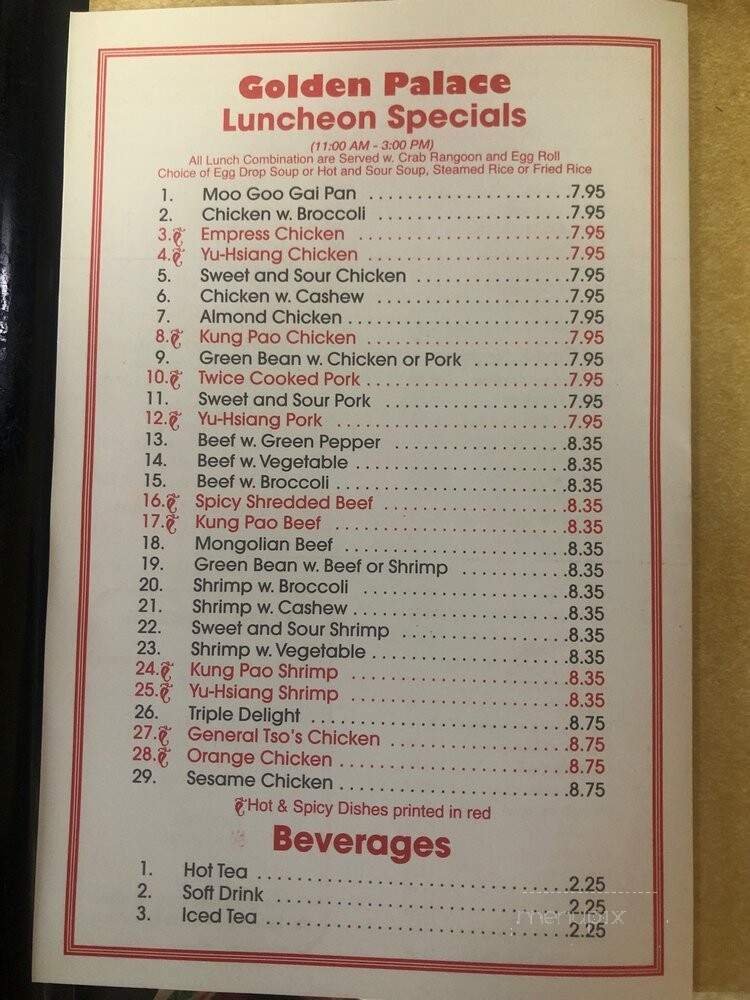 Golden Palace
Luncheon Specials
(11:00 AM - 3:00 PM)
All Lunch Combination are Served w. Crab Rangoon and Egg Roll
Choice of Egg Drop Soup or Hot and Sour Soup, Steamed Rice or Fried Rice
1. Moo Goo Gai Pan ....................7.95
2. Chicken w. Broccoli ...................7.95
3. Empress Chicken .....................7.95
4. Yu-Hsiang Chicken ....................7.95
5. Sweet and Sour Chicken ...............7.95
6. Chicken w. Cashew ....................7.95
7. Almond Chicken ......................7.95
8. Kung Pao Chicken .....................7.95
9. Green Bean w. Chicken or Pork .........7.95
10. Twice Cooked Pork ....................7.95
11. Sweet and Sour Pork ..................7.95
12. Yu-Hsiang Pork .......................7.95
13. Beef w. Green Pepper .................8.35
14. Beef w. Vegetable .....................8.35
15. Beef w. Broccoli .......................8.35
16. Spicy Shredded Beef ..................8.35
17. Kung Pao Beef .......................8.35
18. Mongolian Beef ......................8.35
19. Green Bean w. Beef or Shrimp ..........8.35
20. Shrimp w. Broccoli ....................8.35
21. Shrimp w. Cashew .....................8.35
22. Sweet and Sour Shrimp ................8.35
23. Shrimp w. Vegetable ...................8.35
24. Kung Pao Shrimp .....................8.35
25. Yu-Hsiang Shrimp .....................8.35
26. Triple Delight .........................8.75
27. General Tso's Chicken .................8.75
28. Orange Chicken ......................8.75
29. Sesame Chicken ......................8.75
Hot & Spicy Dishes printed in red
Beverages
1. Hot Tea ..............................2.25
2. Soft Drink .............................2.25
3. Iced Tea .............................2.25
menupix